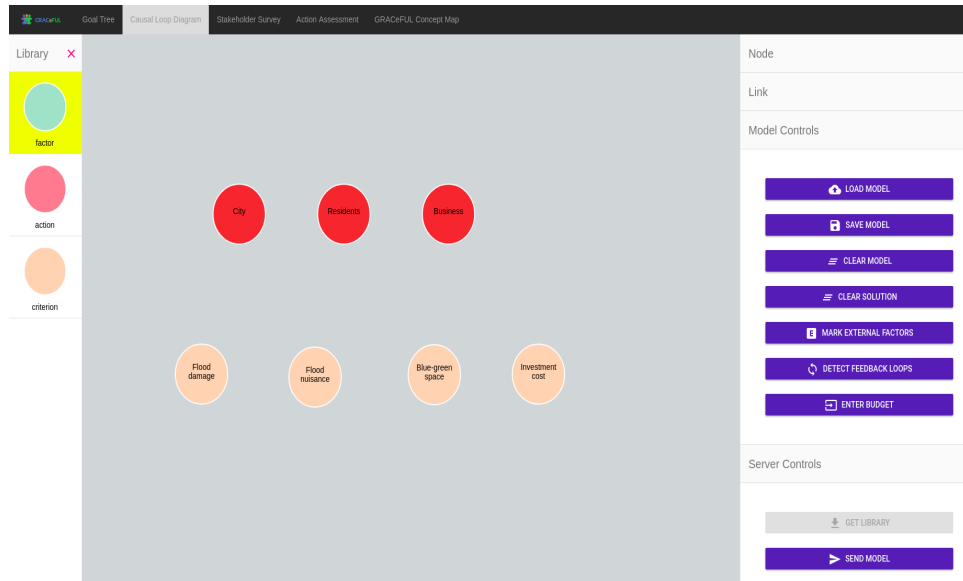 GRACeFUL
Goal Tree
Causal Loop Diagram
Stakeholder Survey
Action Assessment
GRACeFUL Concept Map
Library
factor
action
criterion
City
Residents
Business
Flood
damage
Flood
nuisance
Blue-green
space
Investment
cost
Node
Link
Model Controls
LOAD MODEL
SAVE MODEL
CLEAR MODEL
CLEAR SOLUTION
E MARK EXTERNAL FACTORS
DETECT FEEDBACK LOOPS
ENTER BUDGET
Server Controls
GET LIBRARY
SEND MODEL